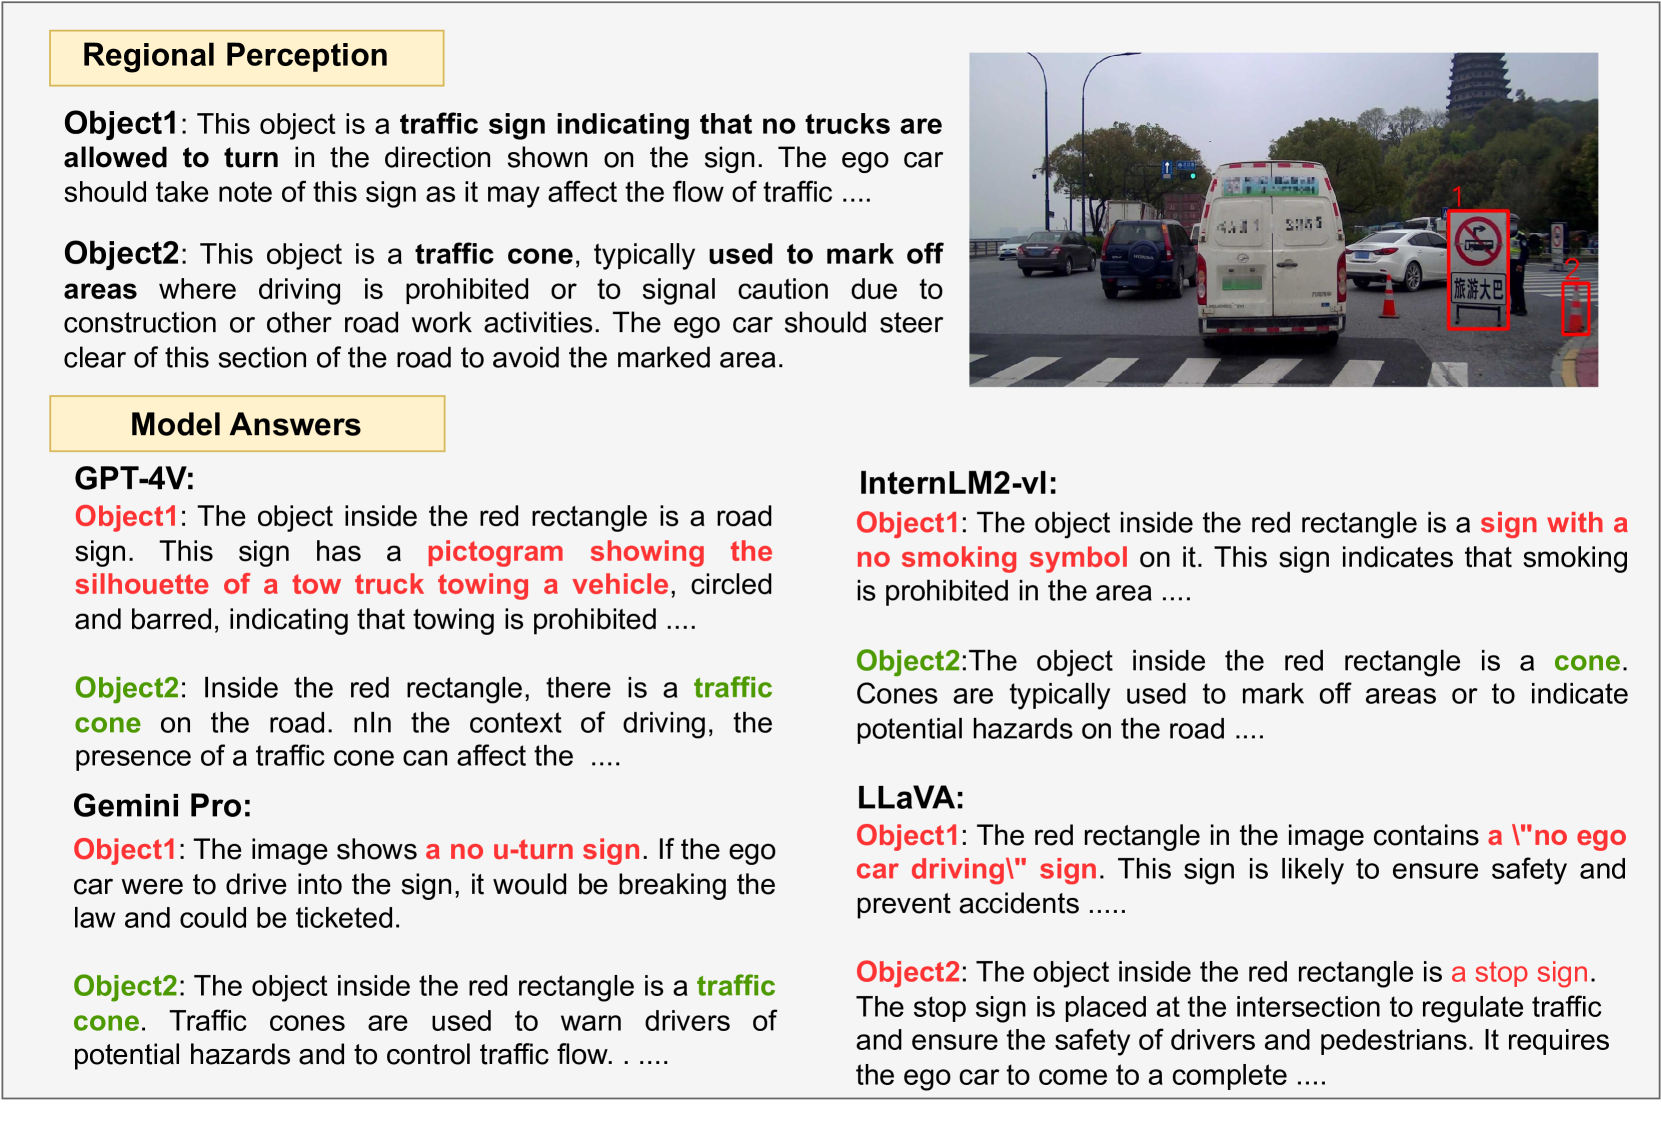 Regional Perception
Object1: This object is a traffic sign indicating that no trucks are
allowed to turn in the direction shown on the sign. The ego car
should take note of this sign as it may affect the flow of traffic ....
Object2: This object is a traffic cone, typically used to mark off
areas where driving is prohibited or to signal caution due to
construction or other road work activities. The ego car should steer
clear of this section of the road to avoid the marked area.
1
2
旅游大巴
Model Answers
GPT-4V:
Object1: The object inside the red rectangle is a road
sign. This sign has a pictogram showing the
silhouette of a tow truck towing a vehicle, circled
and barred, indicating that towing is prohibited ....
Object2: Inside the red rectangle, there is a traffic
cone on the road. nIn the context of driving, the
presence of a traffic cone can affect the ....
Gemini Pro:
Object1: The image shows a no u-turn sign. If the ego
car were to drive into the sign, it would be breaking the
law and could be ticketed.
Object2: The object inside the red rectangle is a traffic
cone. Traffic cones are used to warn drivers of
potential hazards and to control traffic flow. . ....
InternLM2-vl:
Object1: The object inside the red rectangle is a sign with a
no smoking symbol on it. This sign indicates that smoking
is prohibited in the area ....
Object2:The object inside the red rectangle is a cone.
Cones are typically used to mark off areas or to indicate
potential hazards on the road ....
LLaVA:
Object1: The red rectangle in the image contains a \"no ego
car driving\" sign. This sign is likely to ensure safety and
prevent accidents .....
Object2: The object inside the red rectangle is a stop sign.
The stop sign is placed at the intersection to regulate traffic
and ensure the safety of drivers and pedestrians. It requires
the ego car to come to a complete ....